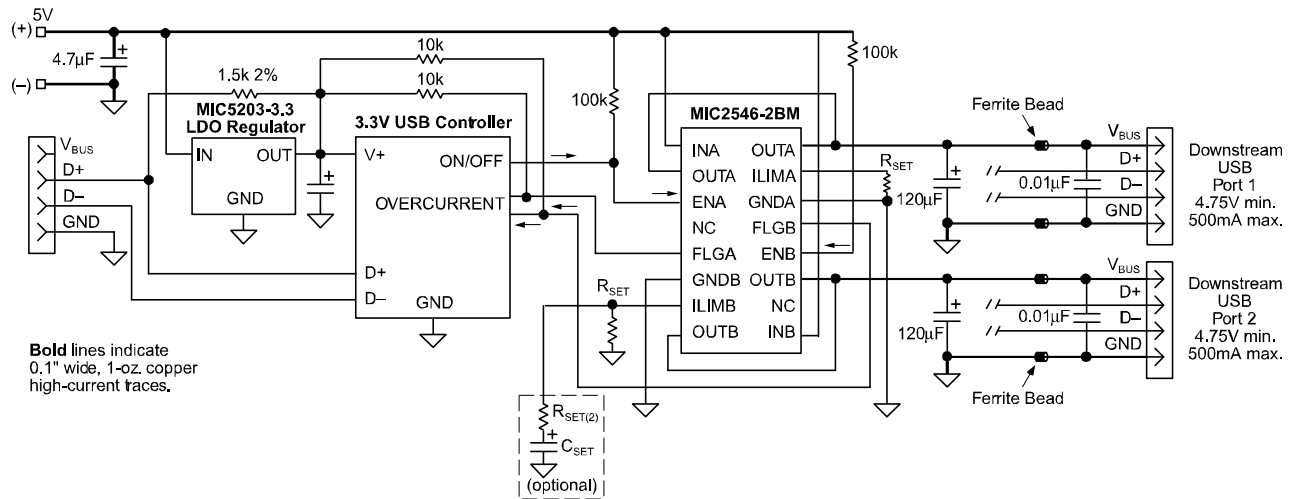 5V
(+)
(–)
4.7µF
1.5k 2%
10k
10k
100k
100k
MIC5203-3.3
LDO Regulator
IN
OUT
GND
3.3V USB Controller
V+
ON/OFF
OVERCURRENT
D+
D–
GND
VBUS
D+
D–
GND
MIC2546-2BM
INA
OUTA
ENA
NC
FLGA
GNDB
ILIMB
OUTB
OUTA
ILIMA
GNDA
FLGB
ENB
OUTB
NC
INB
RSET
RSET
RSET(2)
CSET
(optional)
Ferrite Bead
120µF
0.01µF
VBUS
D+
D–
GND
Downstream
USB
Port 1
4.75V min.
500mA max.
120µF
0.01µF
VBUS
D+
D–
GND
Downstream
USB
Port 2
4.75V min.
500mA max.
Ferrite Bead
Bold lines indicate
0.1" wide, 1-oz. copper
high-current traces.